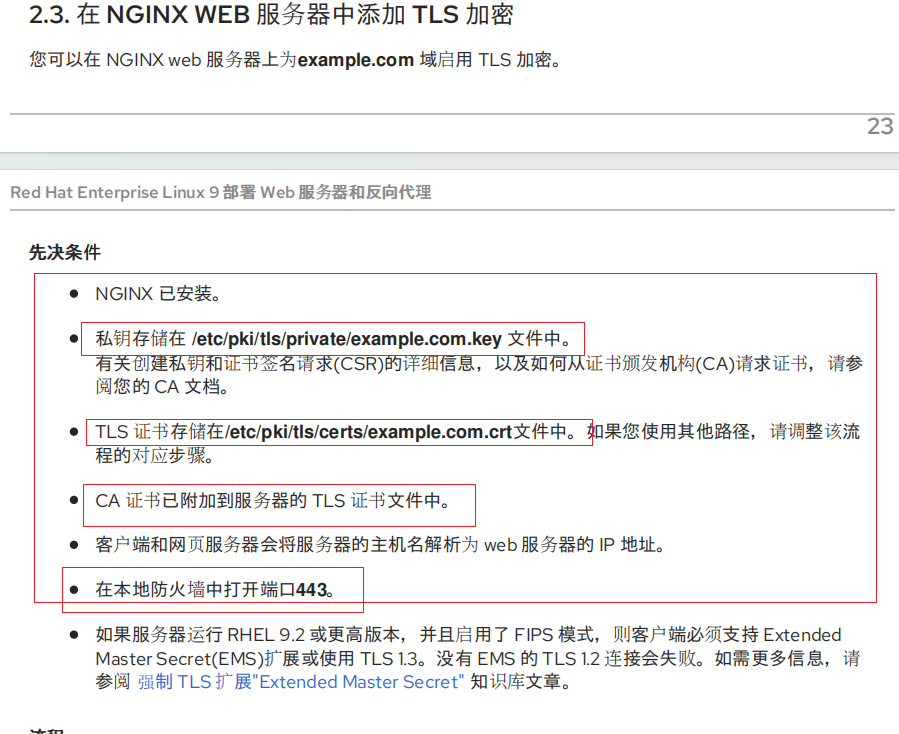 2.3. 在 NGINX WEB 服务器中添加 TLS 加密
您可以在 NGINX web 服务器上为example.com 域启用 TLS 加密。
23
Red Hat Enterprise Linux 9 部署 Web 服务器和反向代理
先决条件
● NGINX 已安装。
● 私钥存储在 /etc/pki/tls/private/example.com.key 文件中。
有关创建私钥和证书签名请求(CSR)的详细信息，以及如何从证书颁发机构(CA)请求证书，请参
阅您的 CA 文档。
● TLS 证书存储在/etc/pki/tls/certs/example.com.crt文件中。如果您使用其他路径，请调整该流
程的对应步骤。
● CA 证书已附加到服务器的 TLS 证书文件中。
● 客户端和网页服务器会将服务器的主机名解析为 web 服务器的 IP 地址。
● 在本地防火墙中打开端口443。
● 如果服务器运行 RHEL 9.2 或更高版本，并且启用了 FIPS 模式，则客户端必须支持 Extended
Master Secret(EMS)扩展或使用 TLS 1.3。没有 EMS 的 TLS 1.2 连接会失败。如需更多信息，请
参阅 强制 TLS 扩展"Extended Master Secret" 知识库文章。